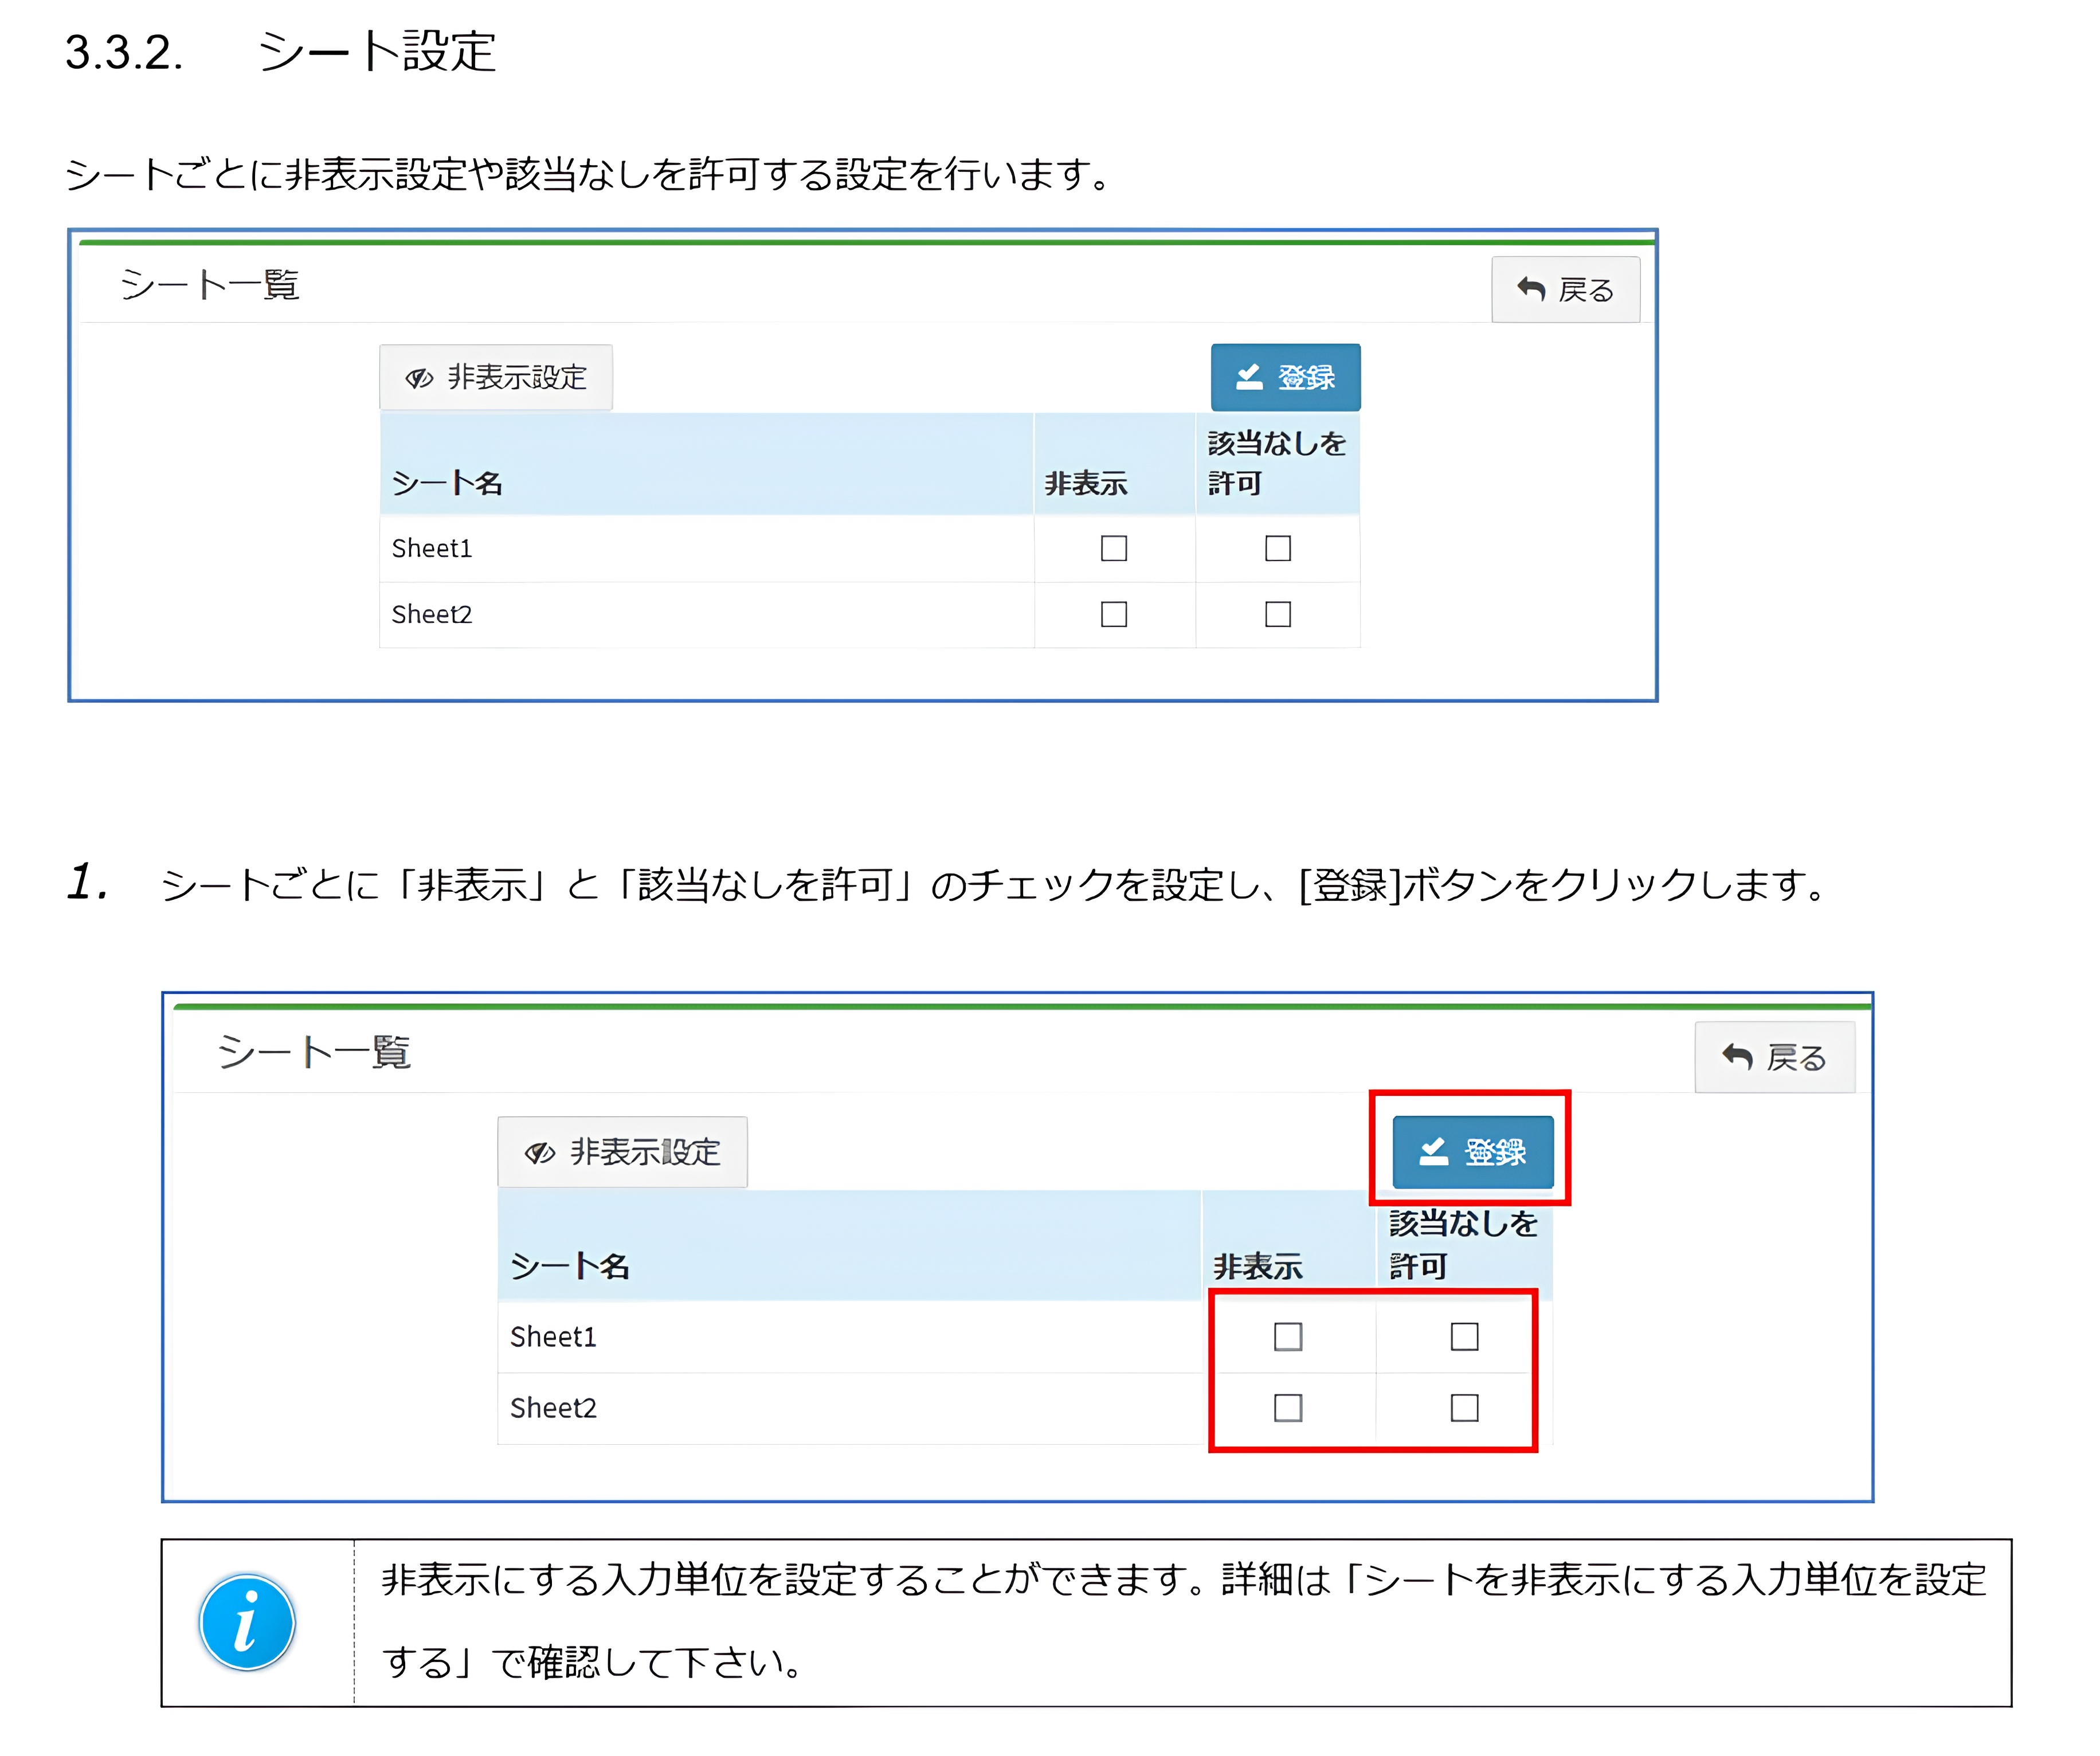 3.3.2. シート設定
シートごとに非表示設定や該当なしを許可する設定を行います。
シート一覧
戻る
非表示設定
登録
シート名
非表示
該当なしを
許可
Sheet1
Sheet2
1. シートごとに「非表示」と「該当なしを許可」のチェックを設定し、[登録]ボタンをクリックします。
シート一覧
戻る
非表示設定
登録
シート名
非表示
該当なしを
許可
Sheet1
Sheet2
i
非表示にする入力単位を設定することができます。詳細は「シートを非表示にする入力単位を設定
する」で確認して下さい。